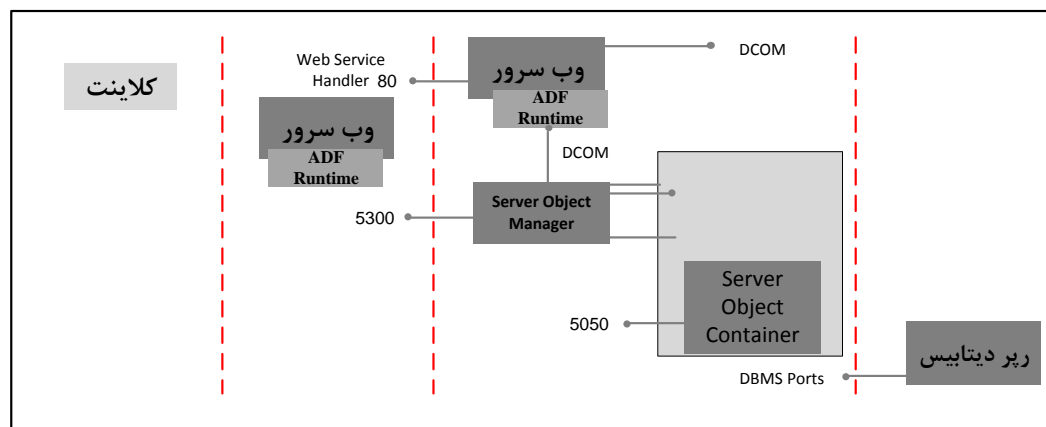 کلاینت
Web Service
Handler 80
وب سرور
ADF
Runtime
وب سرور
ADF
Runtime
DCOM
DCOM
Server Object
Manager
5300
Server
Object
Container
5050
DBMS Ports
رپر دیتابیس